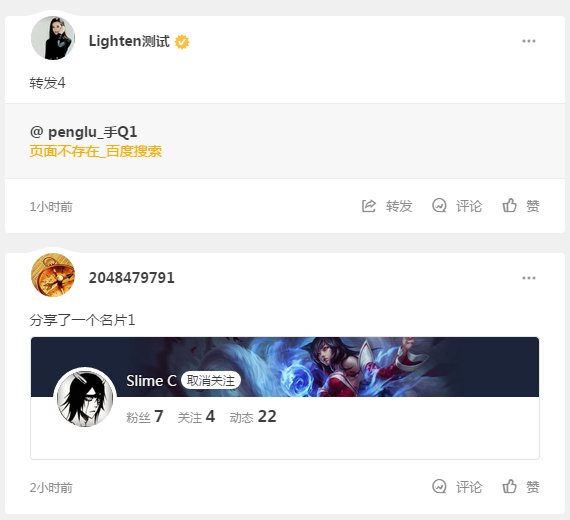 Lighten测试
转发4
@ penglu_手Q1
页面不存在_百度搜索
1小时前 转发 评论 赞
2048479791
分享了一个名片1
Slime C 取消关注
粉丝 7 关注 4 动态 22
2小时前 评论 赞